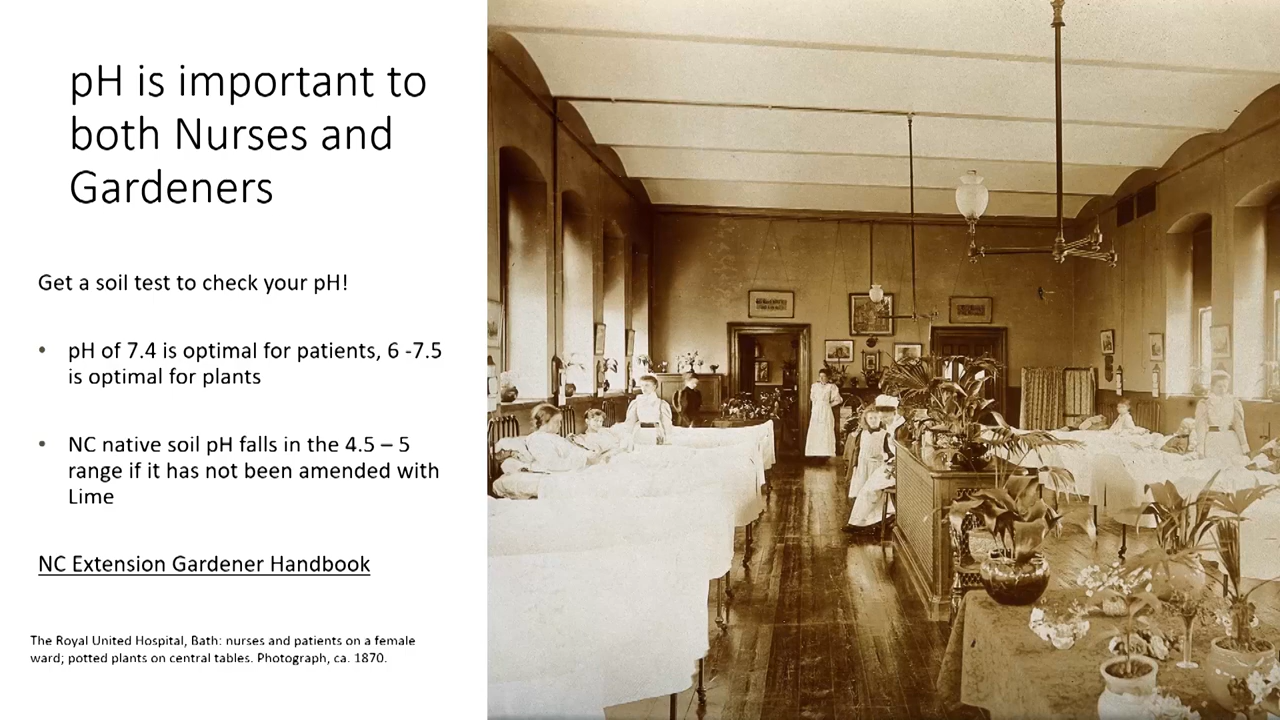 pH is important to
both Nurses and
Gardeners
Get a soil test to check your pH!
• pH of 7.4 is optimal for patients, 6 -7.5
is optimal for plants
• NC native soil pH falls in the 4.5 – 5
range if it has not been amended with
Lime
NC Extension Gardener Handbook
The Royal United Hospital, Bath: nurses and patients on a female
ward; potted plants on central tables. Photograph, ca. 1870.